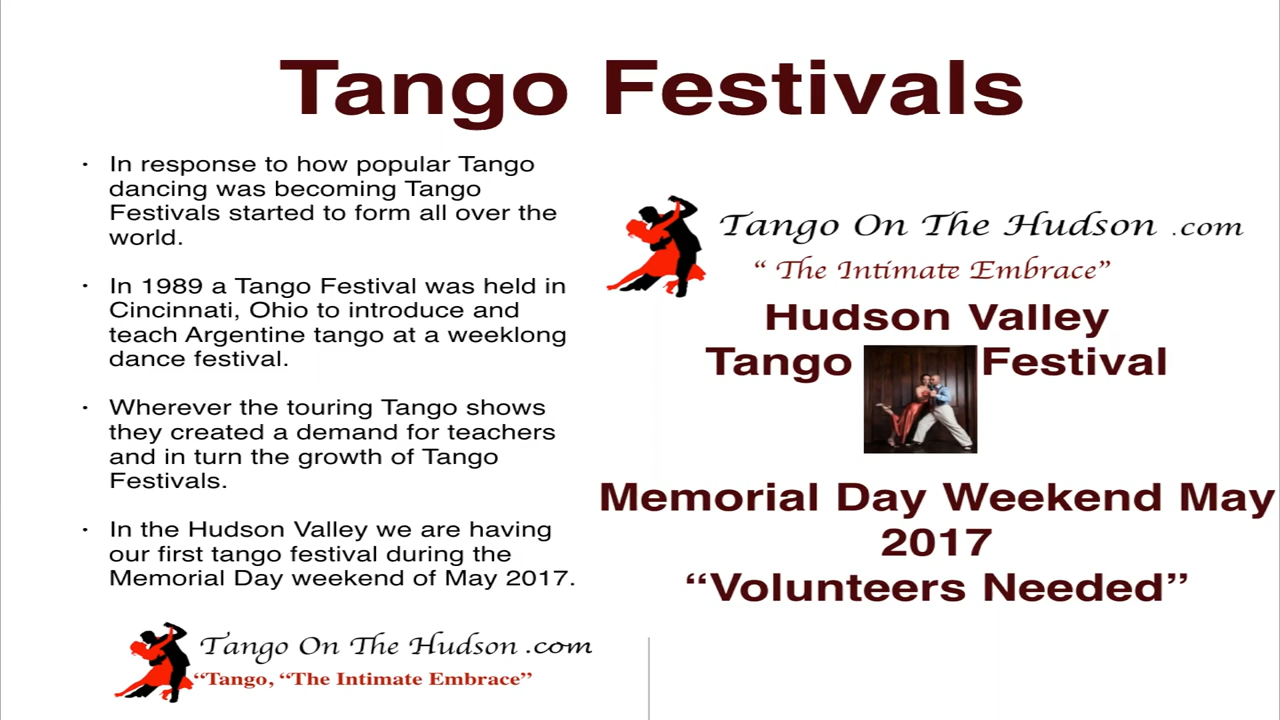 Tango Festivals
· In response to how popular Tango
dancing was becoming Tango
Festivals started to form all over the
world.
· In 1989 a Tango Festival was held in
Cincinnati, Ohio to introduce and
teach Argentine tango at a weeklong
dance festival.
· Wherever the touring Tango shows
they created a demand for teachers
and in turn the growth of Tango
Festivals.
· In the Hudson Valley we are having
our first tango festival during the
Memorial Day weekend of May 2017.
Tango On The Hudson .com
“Tango, “The Intimate Embrace”
Tango On The Hudson .com
“ The Intimate Embrace”
Hudson Valley
Tango Festival
Memorial Day Weekend May
2017
“Volunteers Needed”